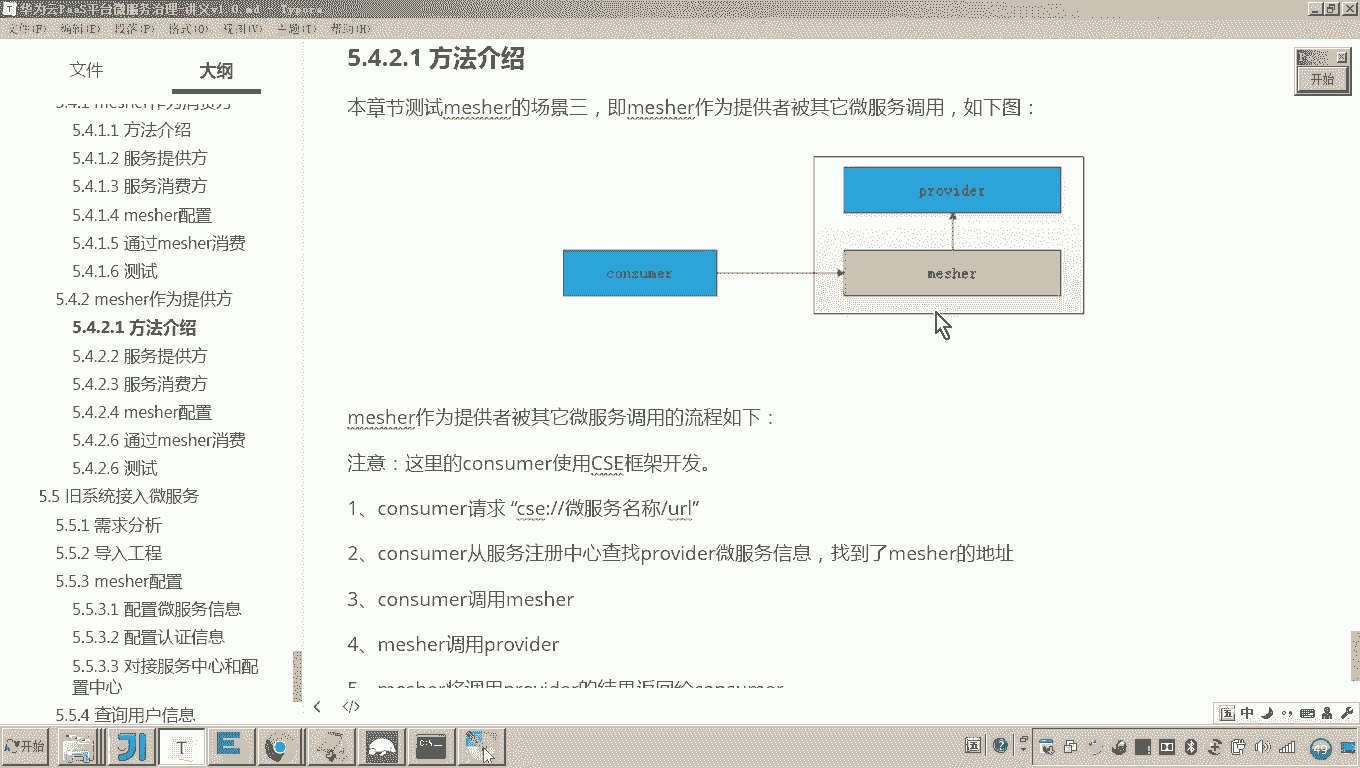 华为云PaaS平台微服务治理-讲义v1.0.md - Typora
文件(F) 编辑(E) 段落(P) 格式(O) 视图(V) 主题(T) 帮助(H)
文件
大纲
5.4.1 mesher作为消费方
5.4.1.1 方法介绍
5.4.1.2 服务提供方
5.4.1.3 服务消费方
5.4.1.4 mesher配置
5.4.1.5 通过mesher消费
5.4.1.6 测试
5.4.2 mesher作为提供方
5.4.2.1 方法介绍
5.4.2.2 服务提供方
5.4.2.3 服务消费方
5.4.2.4 mesher配置
5.4.2.6 通过mesher消费
5.4.2.6 测试
5.5 旧系统接入微服务
5.5.1 需求分析
5.5.2 导入工程
5.5.3 mesher配置
5.5.3.1 配置微服务信息
5.5.3.2 配置认证信息
5.5.3.3 对接服务中心和配
置中心
5.5.4 查询用户信息
5.4.2.1 方法介绍
本章节测试mesher的场景三，即mesher作为提供者被其它微服务调用，如下图：
provider
consumer
mesher
mesher作为提供者被其它微服务调用的流程如下：
注意：这里的consumer使用CSE框架开发。
1、consumer请求 “cse://微服务名称/url”
2、consumer从服务注册中心查找provider微服务信息，找到了mesher的地址
3、consumer调用mesher
4、mesher调用provider
5、mesher将调用provider的结果返回给consumer
开始
中
开始
49